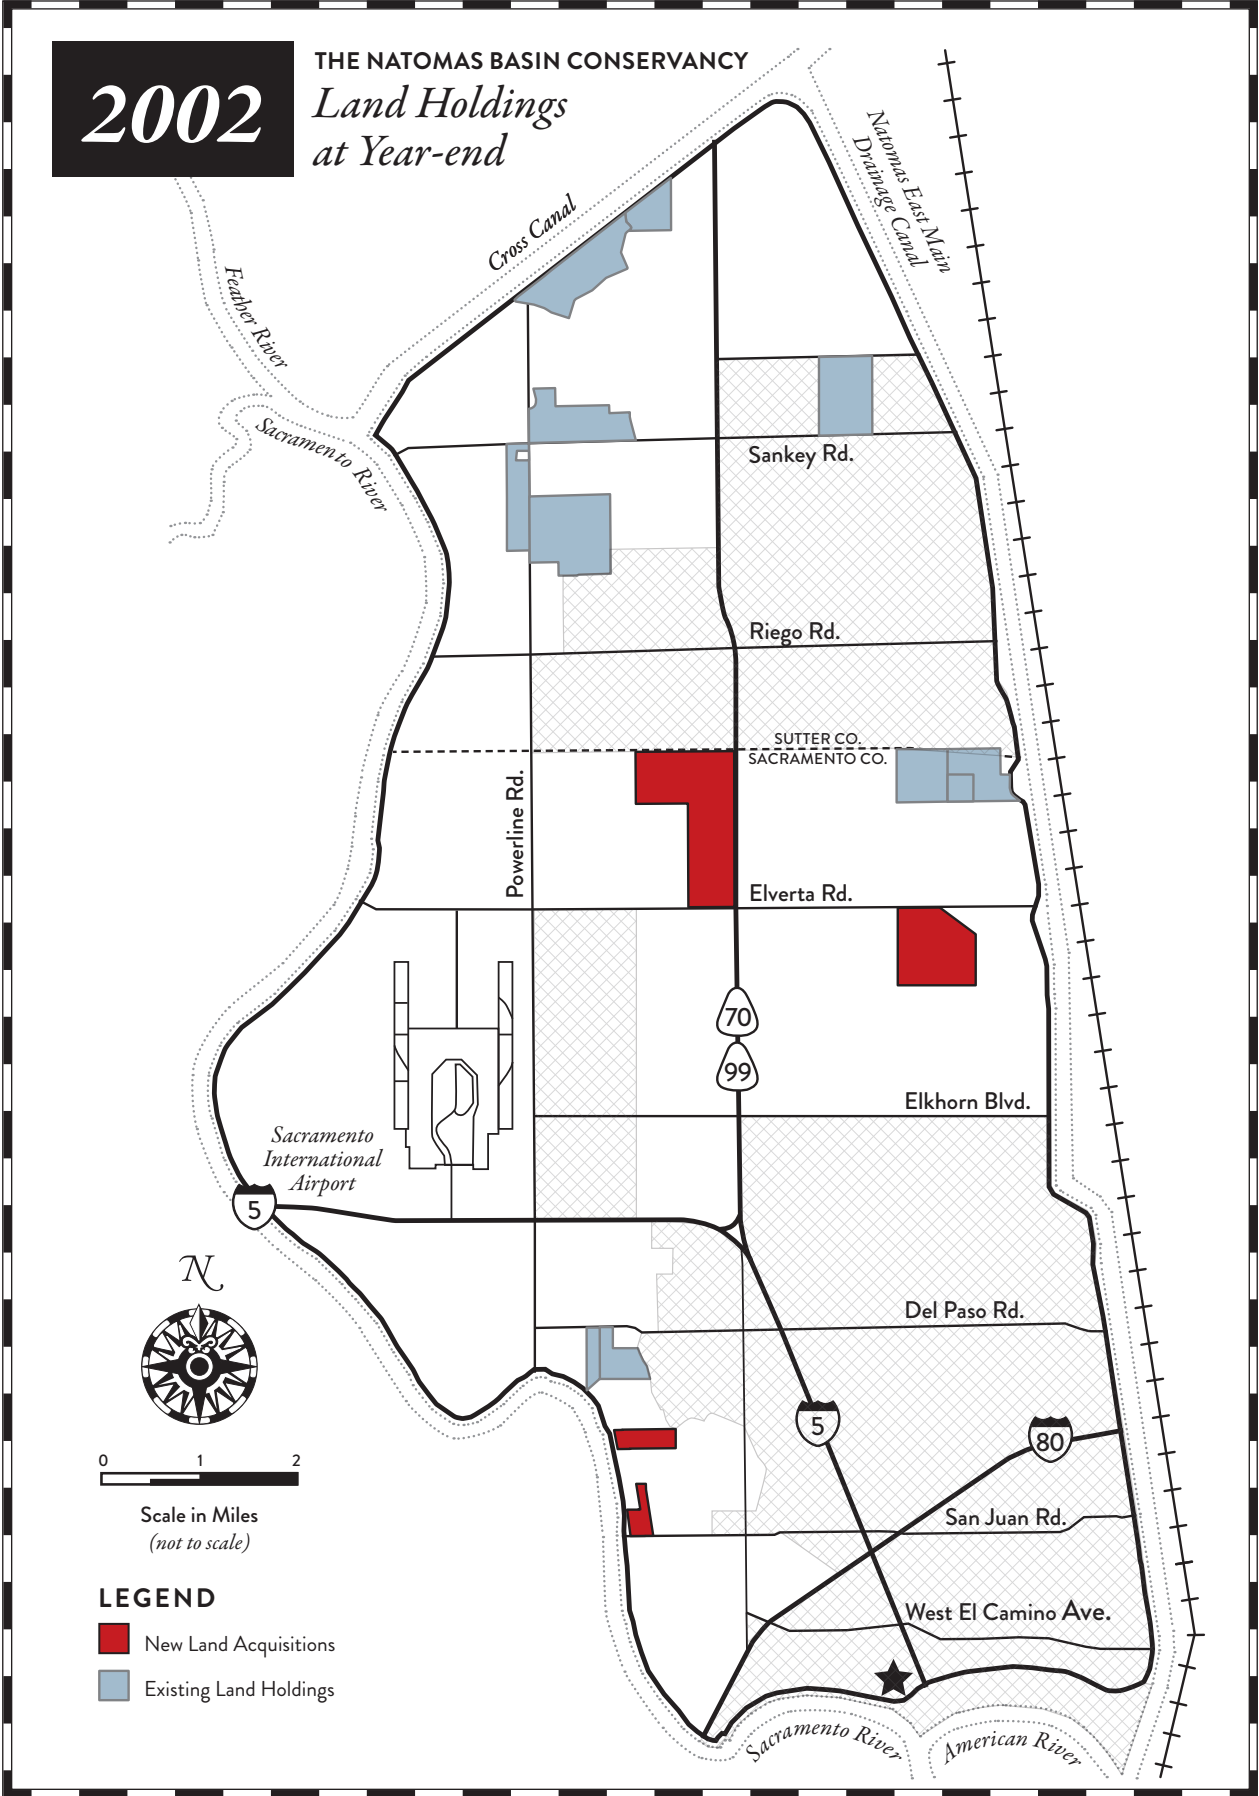 2002
THE NATOMAS BASIN CONSERVANCY
Land Holdings
at Year-end
Natomas East Main
Drainage Canal
Cross Canal
Feather River
Sacramento River
Sankey Rd.
Riego Rd.
SUTTER CO.
SACRAMENTO CO.
Powerline Rd.
Elverta Rd.
70
99
Elkhorn Blvd.
Sacramento
International
Airport
5
N
Del Paso Rd.
5
80
0 1 2
Scale in Miles
(not to scale)
San Juan Rd.
LEGEND
New Land Acquisitions
Existing Land Holdings
West El Camino Ave.
Sacramento River
American River